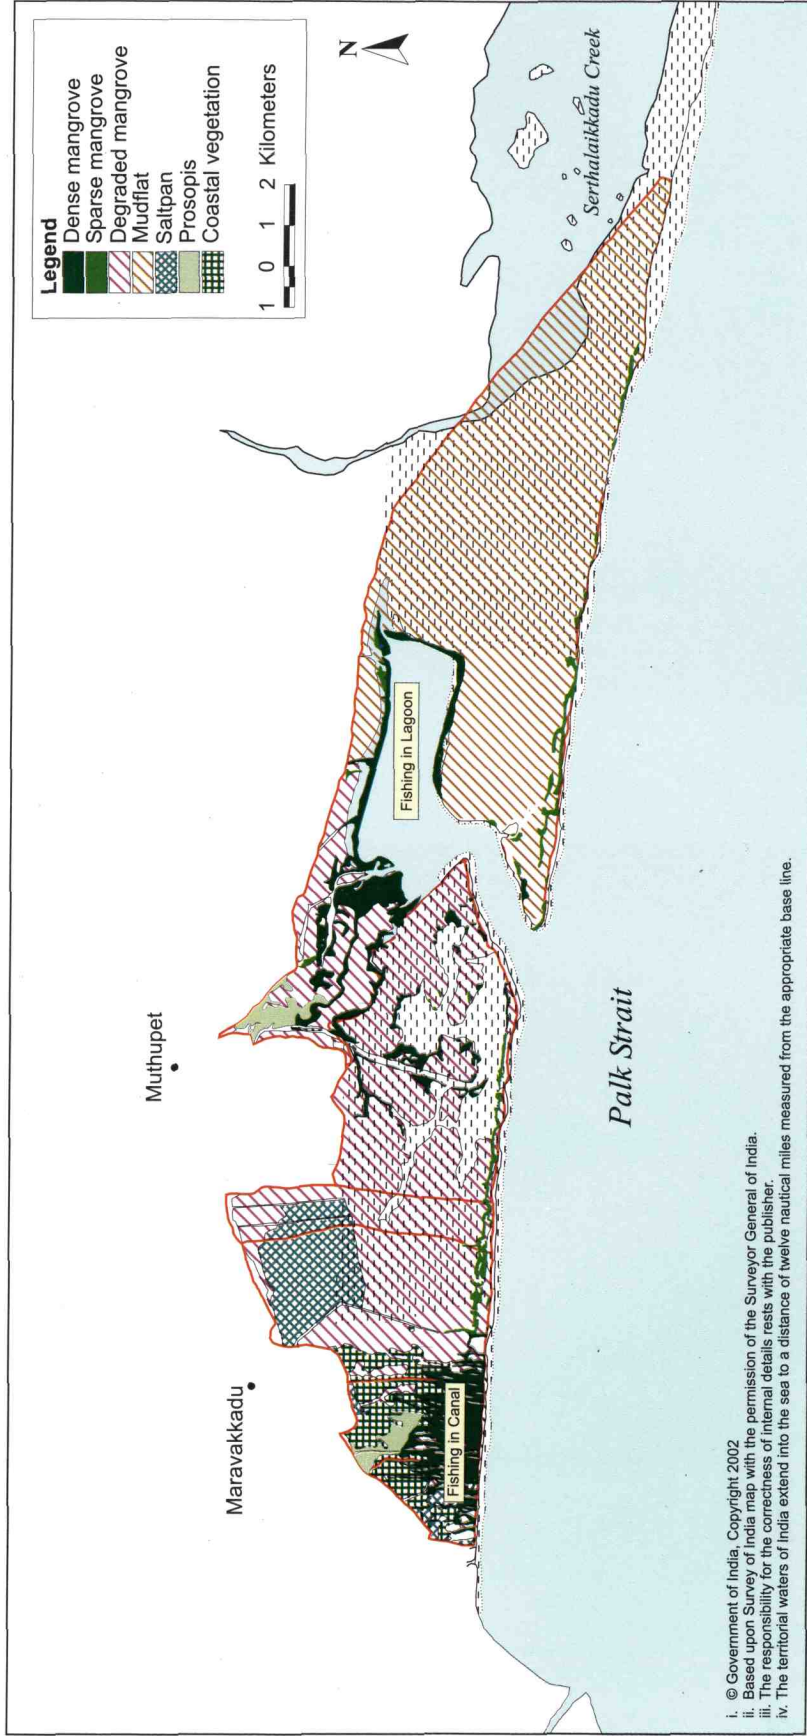 Legend
Dense mangrove
Sparse mangrove
Degraded mangrove
Mudflat
Saltpan
Prosopis
Coastal vegetation
1 0 1 2 Kilometers
N
Muthupet
Maravakkadu
Fishing in Lagoon
Fishing in Canal
Serthalaikkadu Creek
Palk Strait
i. © Government of India, Copyright 2002
ii. Based upon Survey of India map with the permission of the Surveyor General of India.
iii. The responsibility for the correctness of internal details rests with the publisher.
iv. The territorial waters of India extend into the sea to a distance of twelve nautical miles measured from the appropriate base line.